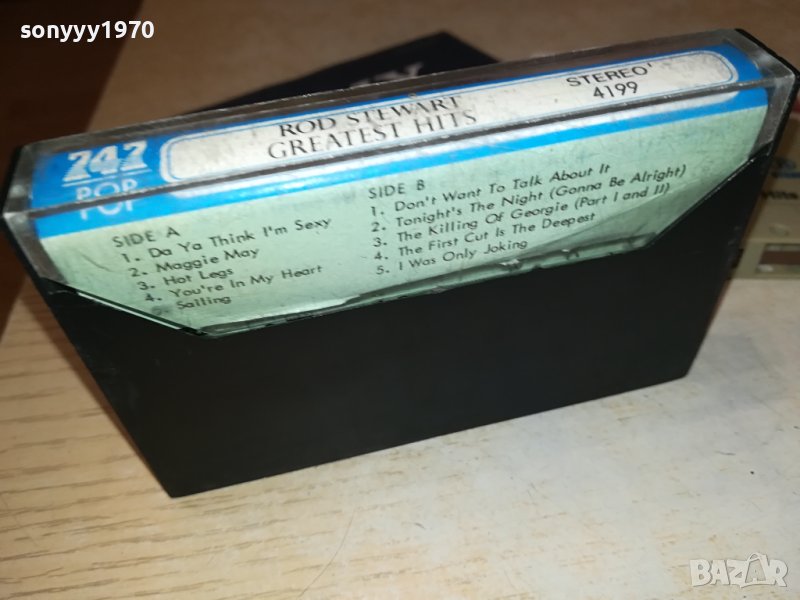 sonyyy1970
747
POP
ROD STEWART
GREATEST HITS
STEREO
4199
SIDE A
1. Da Ya Think I'm Sexy
2. Maggie May
3. Hot Legs
4. You're In My Heart
5. Sailing
SIDE B
1. Don't Want To Talk About It
2. Tonight's The Night (Gonna Be Alright)
3. The Killing Of Georgie (Part I and II)
4. The First Cut Is The Deepest
5. I Was Only Joking
BAZAR